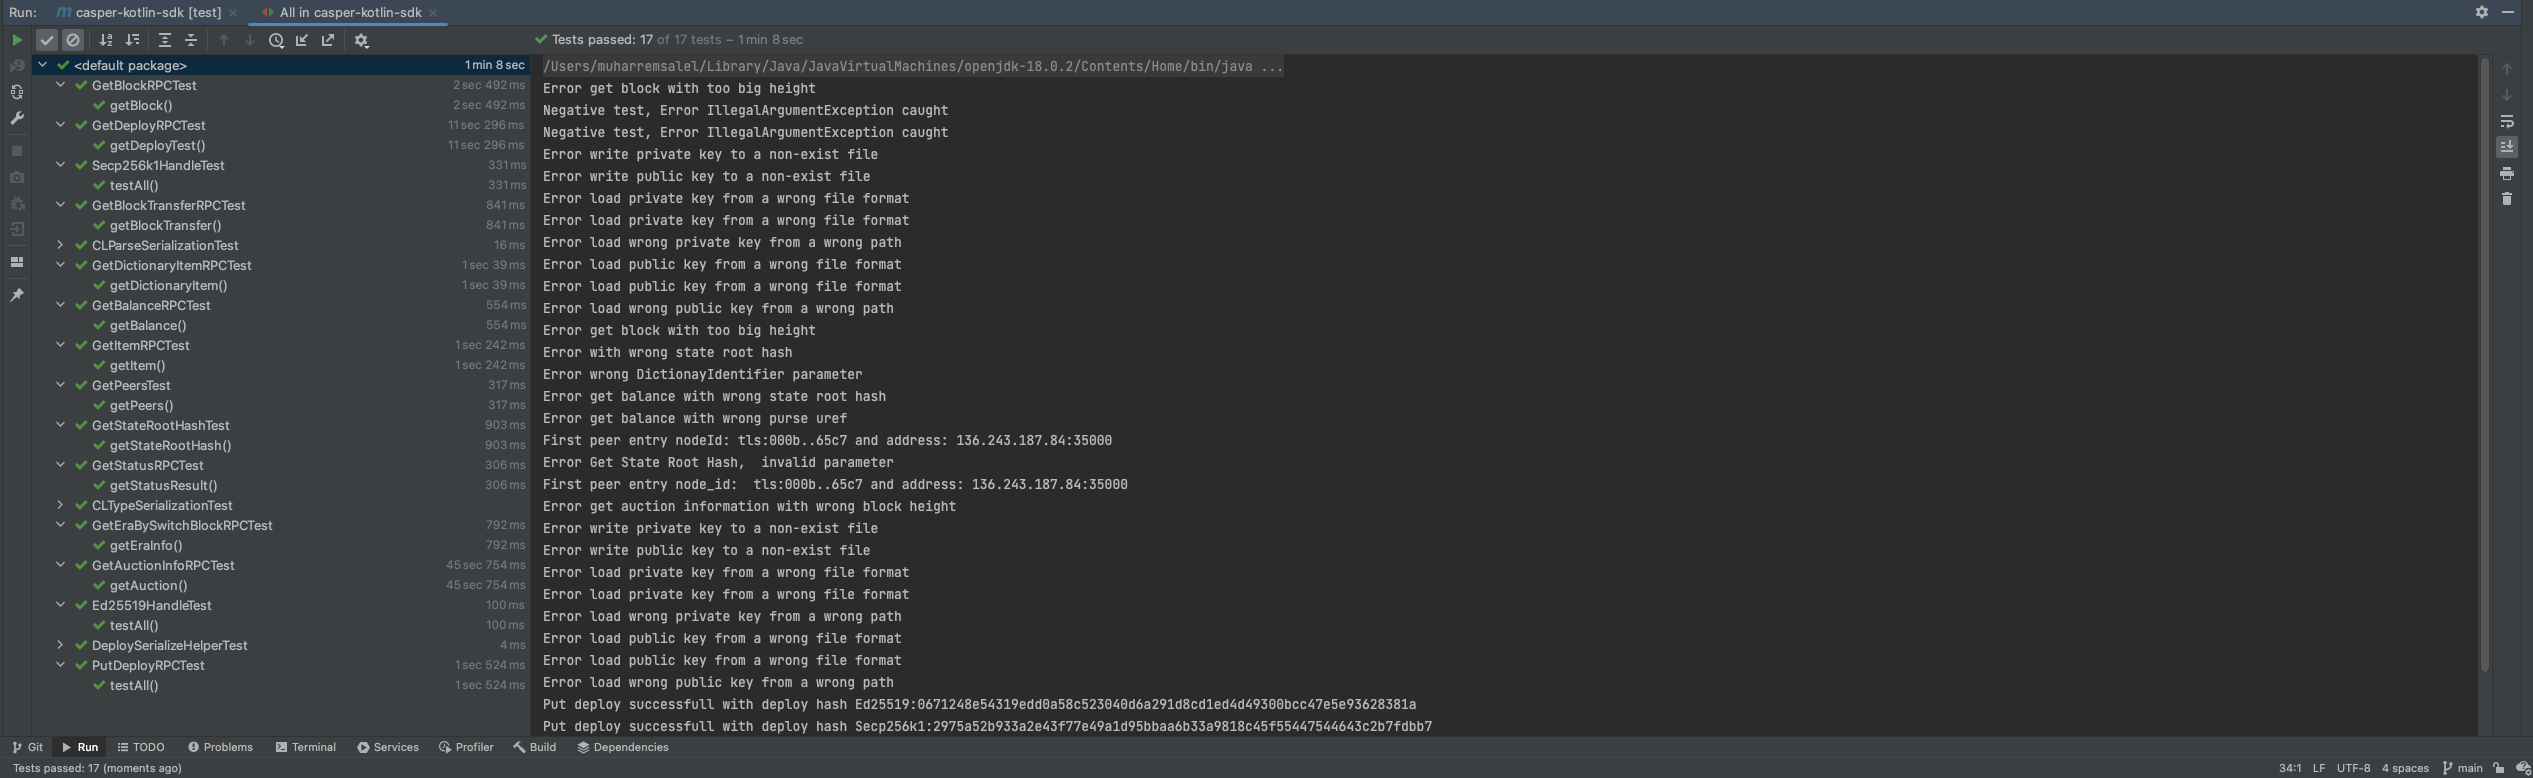 Run: casper-kotlin-sdk [test] All in casper-kotlin-sdk
Tests passed: 17 of 17 tests – 1 min 8 sec
<default package> 1 min 8 sec
GetBlockRPCTest 2 sec 492 ms
getBlock() 2 sec 492 ms
GetDeployRPCTest 11 sec 296 ms
getDeployTest() 11 sec 296 ms
Secp256k1HandleTest 331 ms
testAll() 331 ms
GetBlockTransferRPCTest 841 ms
getBlockTransfer() 841 ms
CLParseSerializationTest 16 ms
GetDictionaryItemRPCTest 1 sec 39 ms
getDictionaryItem() 1 sec 39 ms
GetBalanceRPCTest 554 ms
getBalance() 554 ms
GetItemRPCTest 1 sec 242 ms
getItem() 1 sec 242 ms
GetPeersTest 317 ms
getPeers() 317 ms
GetStateRootHashTest 903 ms
getStateRootHash() 903 ms
GetStatusRPCTest 306 ms
getStatusResult() 306 ms
CLTypeSerializationTest
GetEraBySwitchBlockRPCTest 792 ms
getEraInfo() 792 ms
GetAuctionInfoRPCTest 45 sec 754 ms
getAuction() 45 sec 754 ms
Ed25519HandleTest 100 ms
testAll() 100 ms
DeploySerializeHelperTest 4 ms
PutDeployRPCTest 1 sec 524 ms
testAll() 1 sec 524 ms
/Users/muharremsalel/Library/Java/JavaVirtualMachines/openjdk-18.0.2/Contents/Home/bin/java ...
Error get block with too big height
Negative test, Error IllegalArgumentException caught
Negative test, Error IllegalArgumentException caught
Error write private key to a non-exist file
Error write public key to a non-exist file
Error load private key from a wrong file format
Error load private key from a wrong file format
Error load wrong private key from a wrong path
Error load public key from a wrong file format
Error load public key from a wrong file format
Error load wrong public key from a wrong path
Error get block with too big height
Error with wrong state root hash
Error wrong DictionayIdentifier parameter
Error get balance with wrong state root hash
Error get balance with wrong purse uref
First peer entry nodeId: tls:000b..65c7 and address: 136.243.187.84:35000
Error Get State Root Hash,  invalid parameter
First peer entry node_id:  tls:000b..65c7 and address: 136.243.187.84:35000
Error get auction information with wrong block height
Error write private key to a non-exist file
Error write public key to a non-exist file
Error load private key from a wrong file format
Error load private key from a wrong file format
Error load wrong private key from a wrong path
Error load public key from a wrong file format
Error load public key from a wrong file format
Error load wrong public key from a wrong path
Put deploy successfull with deploy hash Ed25519:0671248e54319edd0a58c523040d6a291d8cd1ed4d49300bcc47e5e93628381a
Put deploy successfull with deploy hash Secp256k1:2975a52b933a2e43f77e49a1d95bbaa6b33a9818c45f55447544643c2b7fdbb7
Git Run TODO Problems Terminal Services Profiler Build Dependencies
Tests passed: 17 (moments ago) 34:1 LF UTF-8 4 spaces main